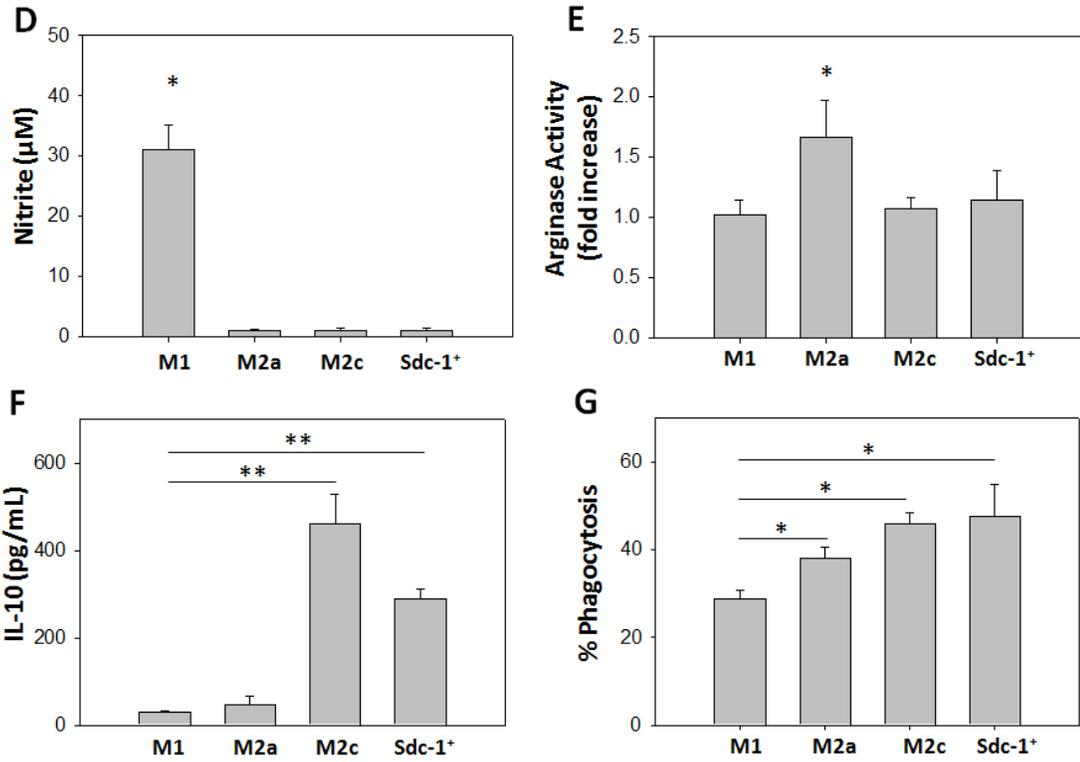 D
Nitrite (µM)
50
40
30
20
10
0
*
M1 M2a M2c Sdc-1⁺
E
Arginase Activity
(fold increase)
2.5
2.0
1.5
1.0
0.5
0.0
*
M1 M2a M2c Sdc-1⁺
F
IL-10 (pg/mL)
600
400
200
0
**
**
M1 M2a M2c Sdc-1⁺
G
% Phagocytosis
60
40
20
0
*
*
*
M1 M2a M2c Sdc-1⁺